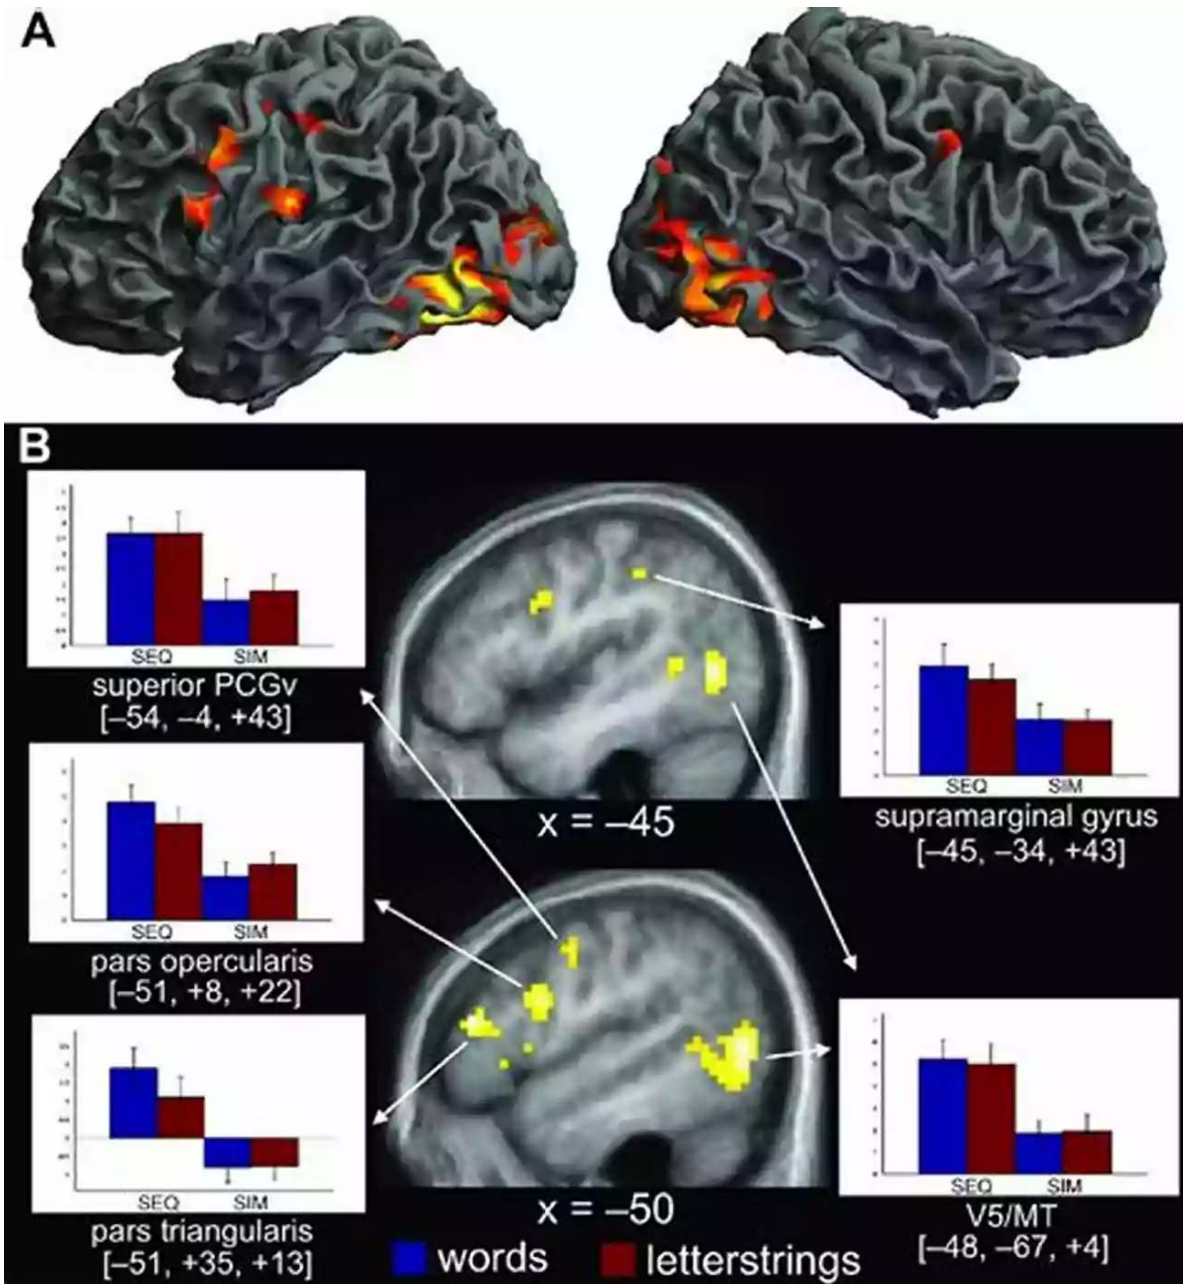 A
B
SEQ SIM
superior PCGv
[–54, –4, +43]
SEQ SIM
pars opercularis
[–51, +8, +22]
SEQ SIM
pars triangularis
[–51, +35, +13]
x = –45
x = –50
words letterstrings
SEQ SIM
supramarginal gyrus
[–45, –34, +43]
SEQ SIM
V5/MT
[–48, –67, +4]